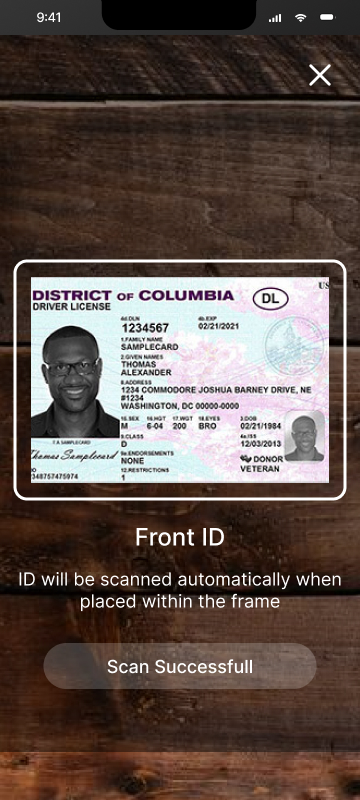 9:41
DISTRICT OF COLUMBIA
DL
US
DRIVER LICENSE
4d.DLN
4b.EXP
1234567
02/21/2021
1.FAMILY NAME
SAMPLECARD
2.GIVEN NAMES
THOMAS
ALEXANDER
8.ADDRESS
1234 COMMODORE JOSHUA BARNEY DRIVE, NE
#1234
WASHINGTON, DC 00000-0000
15.SEX 16.HGT 17.WGT 18.EYES 3.DOB
M 6-04 200 BRO 02/21/1984
T.A SAMPLECARD
9.CLASS
4a.ISS
D
12/03/2013
Thomas Samplecard
9a.ENDORSEMENTS
NONE
DONOR
12.RESTRICTIONS
VETERAN
348757475974
1
Front ID
ID will be scanned automatically when
placed within the frame
Scan Successfull